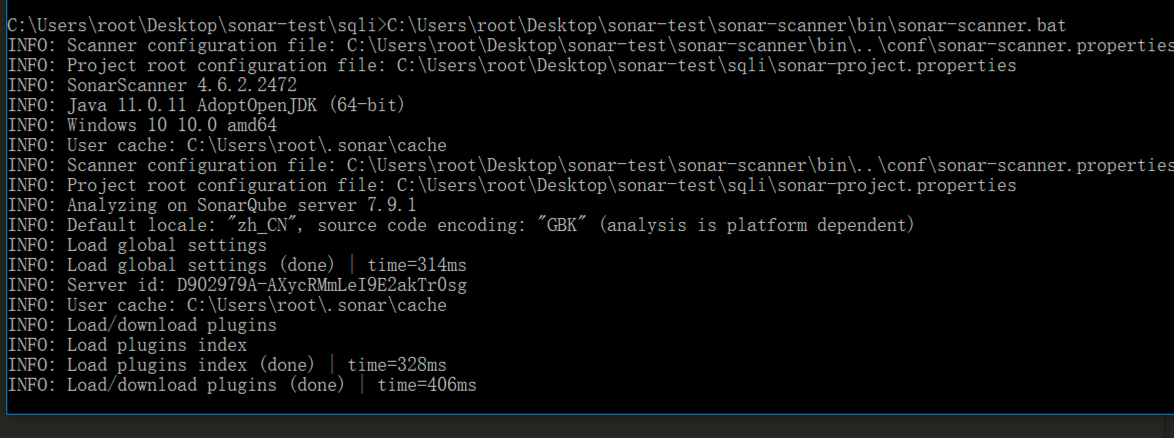 C:\Users\root\Desktop\sonar-test\sqli>C:\Users\root\Desktop\sonar-test\sonar-scanner\bin\sonar-scanner.bat
INFO: Scanner configuration file: C:\Users\root\Desktop\sonar-test\sonar-scanner\bin\..\conf\sonar-scanner.properties
INFO: Project root configuration file: C:\Users\root\Desktop\sonar-test\sqli\sonar-project.properties
INFO: SonarScanner 4.6.2.2472
INFO: Java 11.0.11 AdoptOpenJDK (64-bit)
INFO: Windows 10 10.0 amd64
INFO: User cache: C:\Users\root\.sonar\cache
INFO: Scanner configuration file: C:\Users\root\Desktop\sonar-test\sonar-scanner\bin\..\conf\sonar-scanner.properties
INFO: Project root configuration file: C:\Users\root\Desktop\sonar-test\sqli\sonar-project.properties
INFO: Analyzing on SonarQube server 7.9.1
INFO: Default locale: "zh_CN", source code encoding: "GBK" (analysis is platform dependent)
INFO: Load global settings
INFO: Load global settings (done) | time=314ms
INFO: Server id: D902979A-AXycRMmLeI9E2akTr0sg
INFO: User cache: C:\Users\root\.sonar\cache
INFO: Load/download plugins
INFO: Load plugins index
INFO: Load plugins index (done) | time=328ms
INFO: Load/download plugins (done) | time=406ms